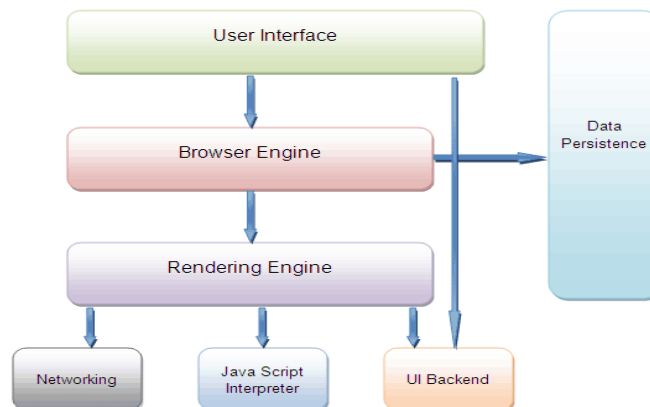 User Interface
Browser Engine
Data
Persistence
Rendering Engine
Networking
Java Script
Interpreter
UI Backend